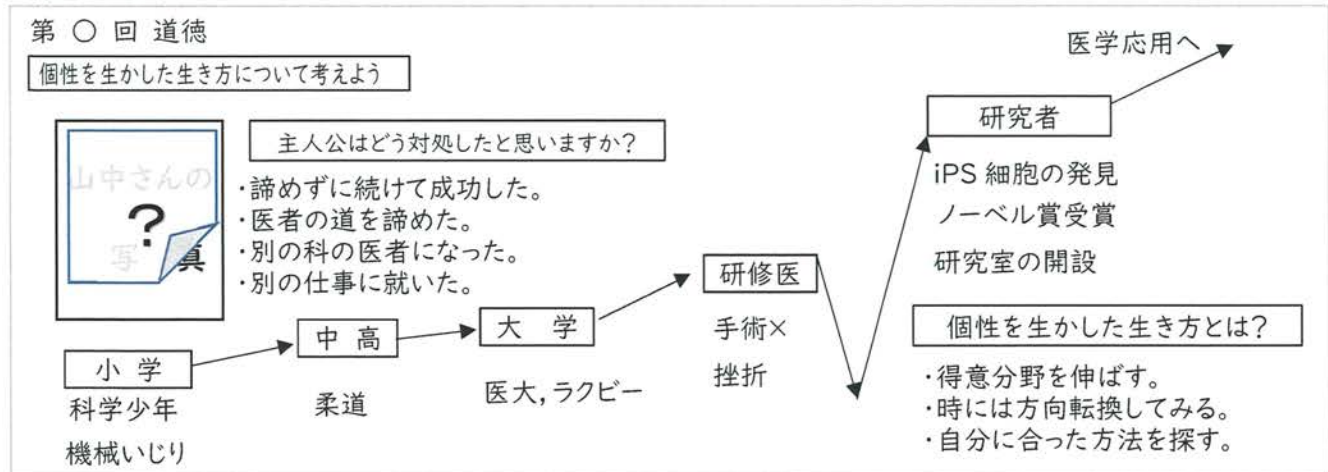 第 〇 回 道徳
個性を生かした生き方について考えよう
山中さんの
?
写真
主人公はどう対処したと思いますか?
・諦めずに続けて成功した。
・医者の道を諦めた。
・別の科の医者になった。
・別の仕事に就いた。
小 学
科学少年
機械いじり
中 高
柔道
大 学
医大,ラクビー
研修医
手術×
挫折
医学応用へ
研究者
iPS 細胞の発見
ノーベル賞受賞
研究室の開設
個性を生かした生き方とは?
・得意分野を伸ばす。
・時には方向転換してみる。
・自分に合った方法を探す。